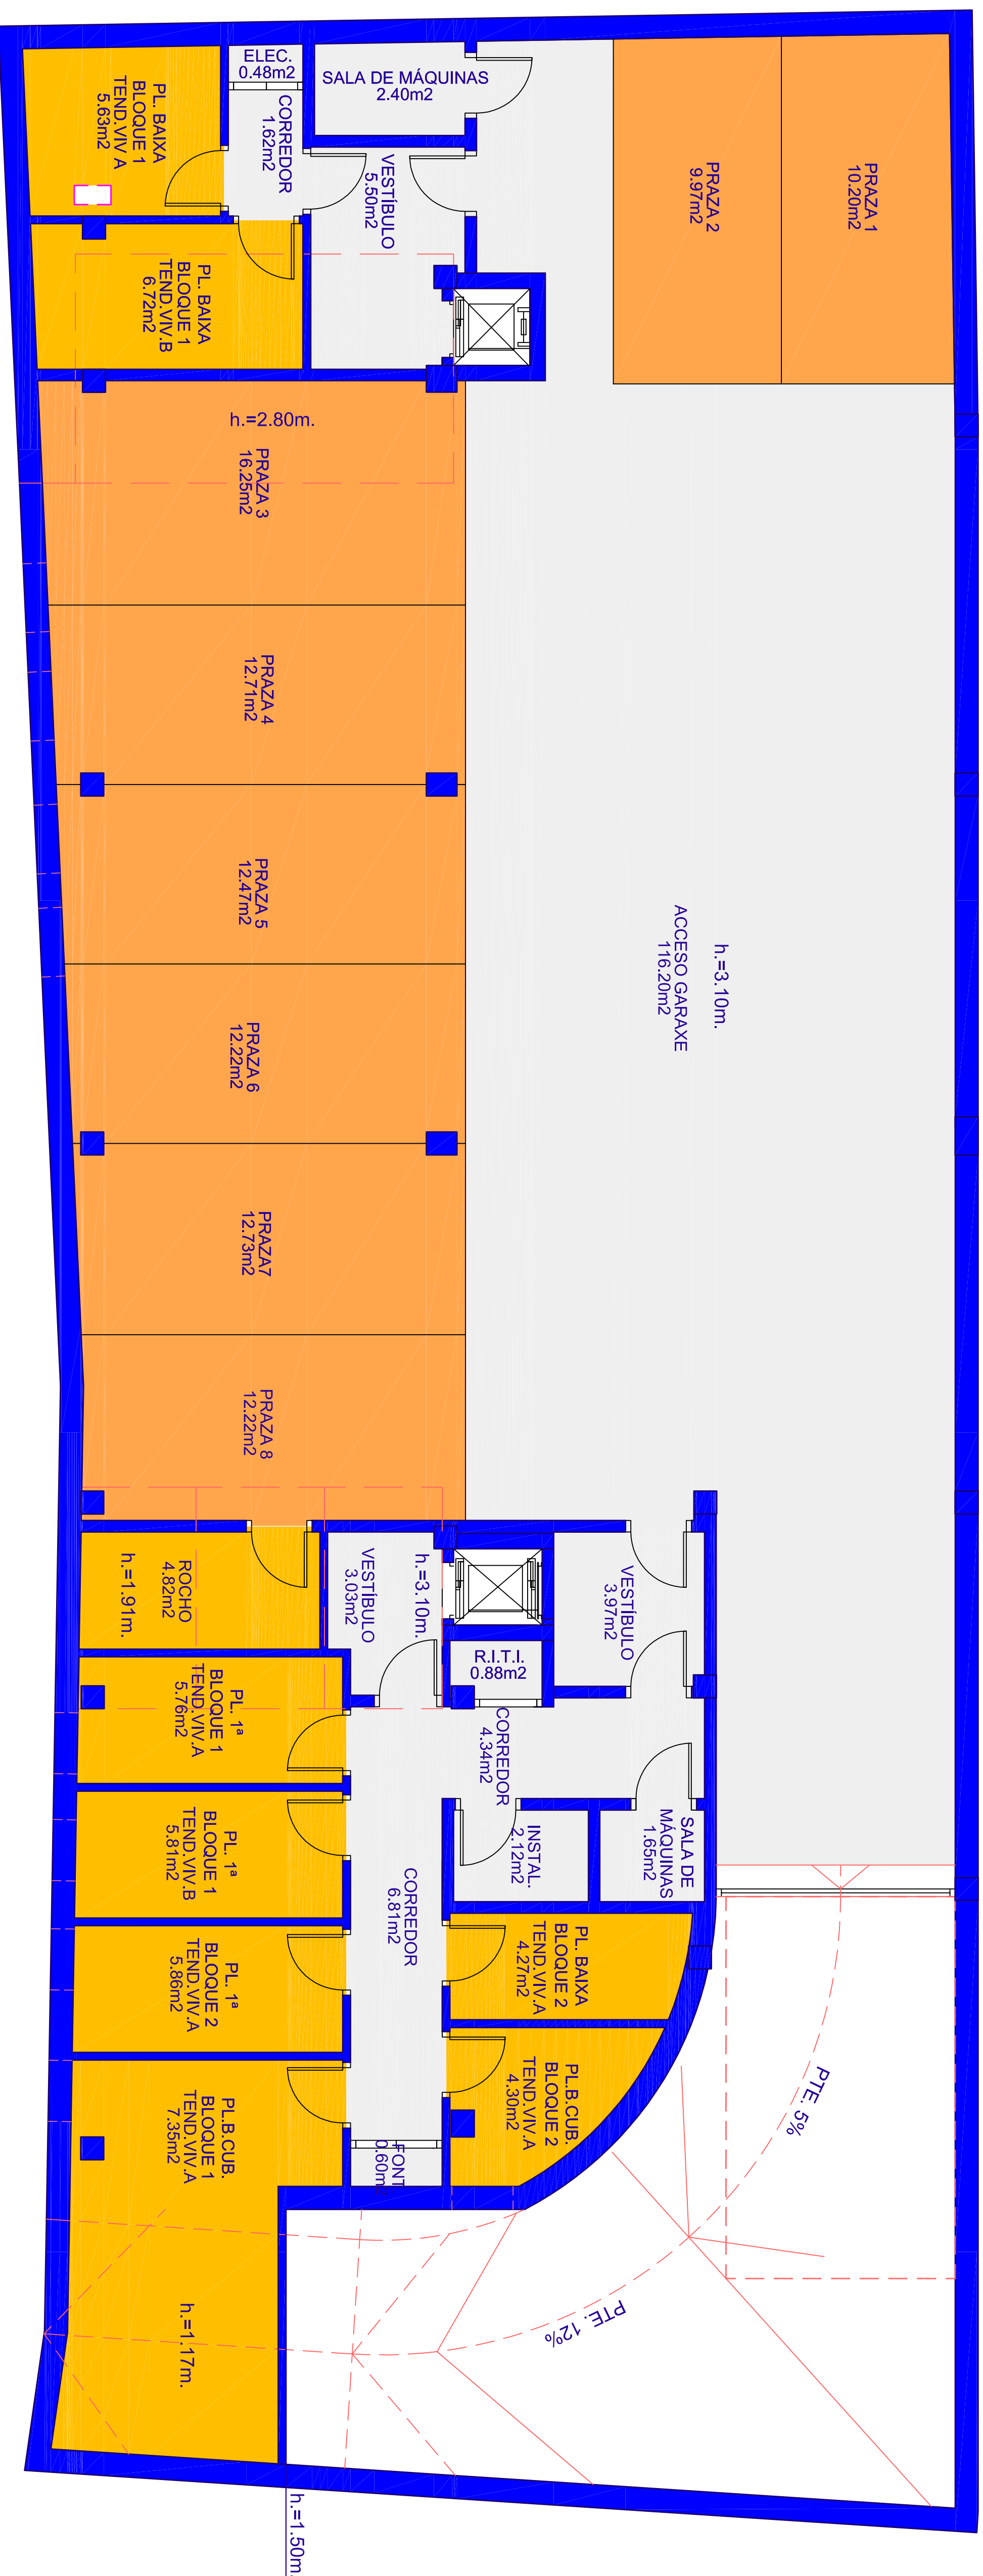 ELEC.
0.48m2
SALA DE MÁQUINAS
2.40m2
PL. BAIXA
BLOQUE 1
TEND.VIV A
5.63m2
CORREDOR
1.62m2
VESTÍBULO
5.50m2
PRAZA 2
9.97m2
PRAZA 1
10.20m2
PL. BAIXA
BLOQUE 1
TEND.VIV.B
6.72m2
h.=2.80m.
PRAZA 3
16.25m2
PRAZA 4
12.71m2
PRAZA 5
12.47m2
h.=3.10m.
ACCESO GARAXE
116.20m2
PRAZA 6
12.22m2
PRAZA7
12.73m2
PRAZA 8
12.22m2
ROCHO
4.82m2
h.=1.91m.
VESTÍBULO
3.03m2
h.=3.10m.
VESTÍBULO
3.97m2
R.I.T.I.
0.88m2
PL. 1ª
BLOQUE 1
TEND.VIV.A
5.76m2
CORREDOR
4.34m2
PL. 1ª
BLOQUE 1
TEND.VIV.B
5.81m2
INSTAL.
2.12m2
SALA DE
MÁQUINAS
1.65m2
CORREDOR
6.81m2
PL. 1ª
BLOQUE 2
TEND.VIV.A
5.86m2
PL. BAIXA
BLOQUE 2
TEND.VIV.A
4.27m2
PL.B.CUB.
BLOQUE 1
TEND.VIV.A
7.35m2
PL.B.CUB.
BLOQUE 2
TEND.VIV.A
4.30m2
FONT
0.60m
PTE. 5%
PTE. 12%
h.=1.17m.
h.=1.50m.